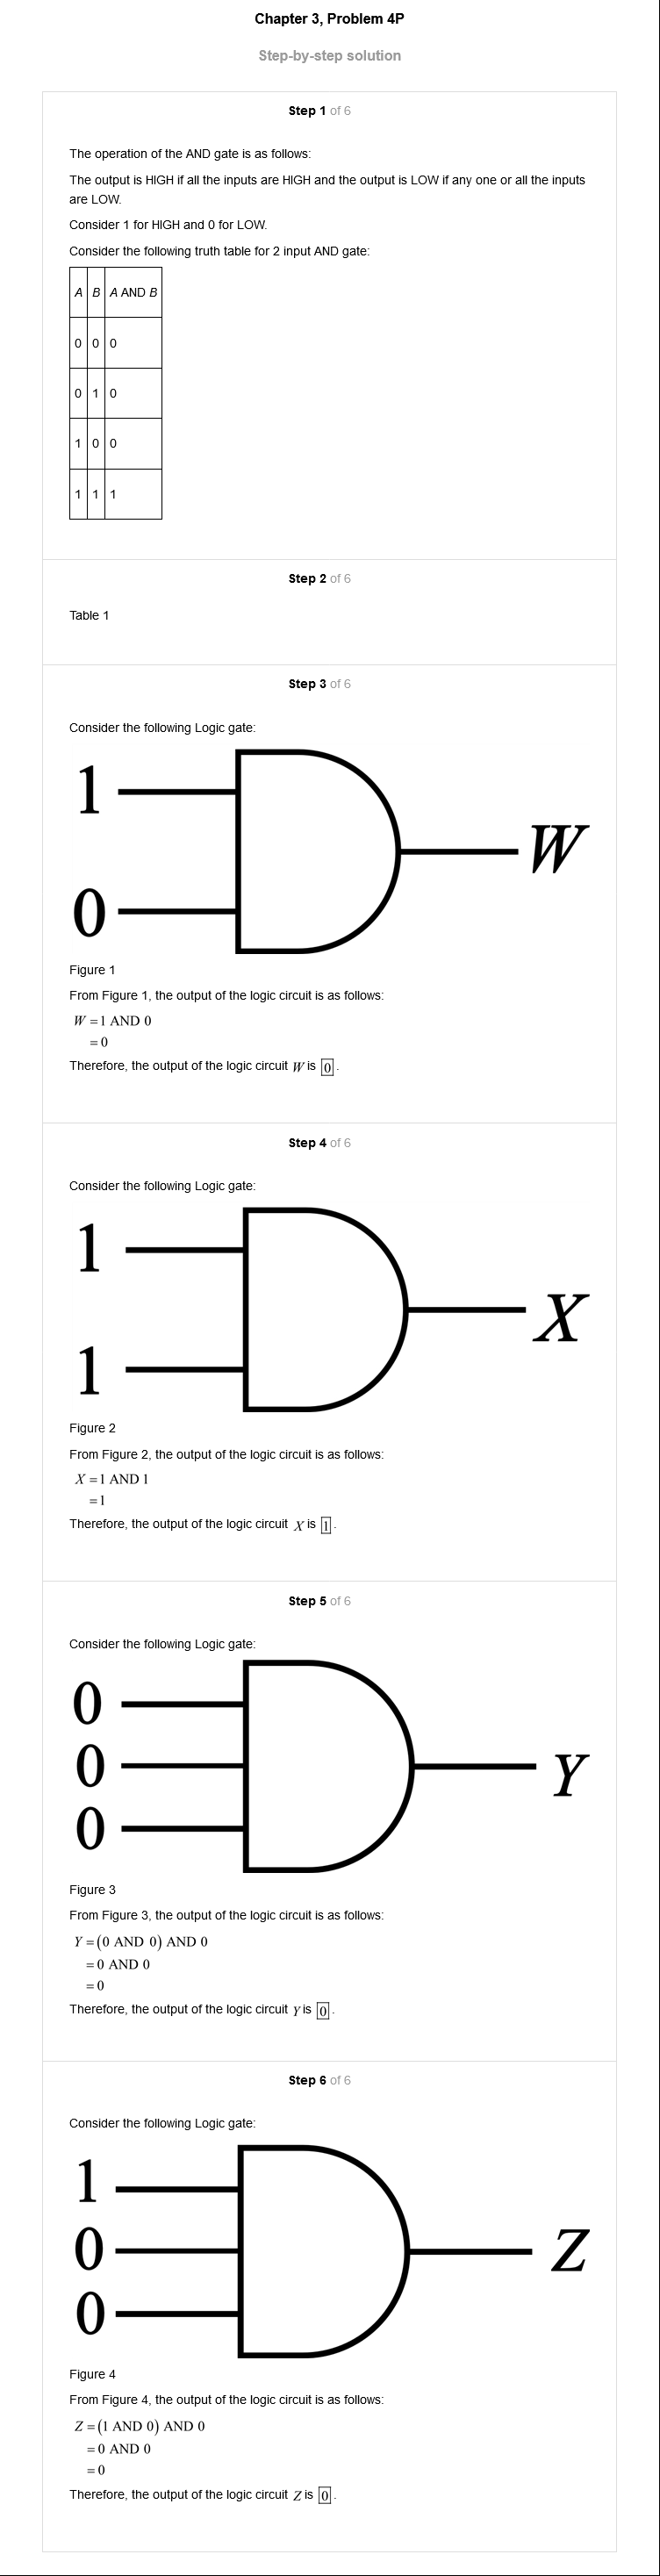 Chapter 3, Problem 4P
Step-by-step solution
Step 1 of 6
The operation of the AND gate is as follows:
The output is HIGH if all the inputs are HIGH and the output is LOW if any one or all the inputs
are LOW.
Consider 1 for HIGH and 0 for LOW.
Consider the following truth table for 2 input AND gate:
A B A AND B
0 0 0
0 1 0
1 0 0
1 1 1
Step 2 of 6
Table 1
Step 3 of 6
Consider the following Logic gate:
1
W
0
Figure 1
From Figure 1, the output of the logic circuit is as follows:
W = 1 AND 0
= 0
Therefore, the output of the logic circuit W is 0.
Step 4 of 6
Consider the following Logic gate:
1
X
1
Figure 2
From Figure 2, the output of the logic circuit is as follows:
X = 1 AND 1
= 1
Therefore, the output of the logic circuit X is 1.
Step 5 of 6
Consider the following Logic gate:
0
0 Y
0
Figure 3
From Figure 3, the output of the logic circuit is as follows:
Y = (0 AND 0) AND 0
= 0 AND 0
= 0
Therefore, the output of the logic circuit Y is 0.
Step 6 of 6
Consider the following Logic gate:
1
0 Z
0
Figure 4
From Figure 4, the output of the logic circuit is as follows:
Z = (1 AND 0) AND 0
= 0 AND 0
= 0
Therefore, the output of the logic circuit Z is 0.